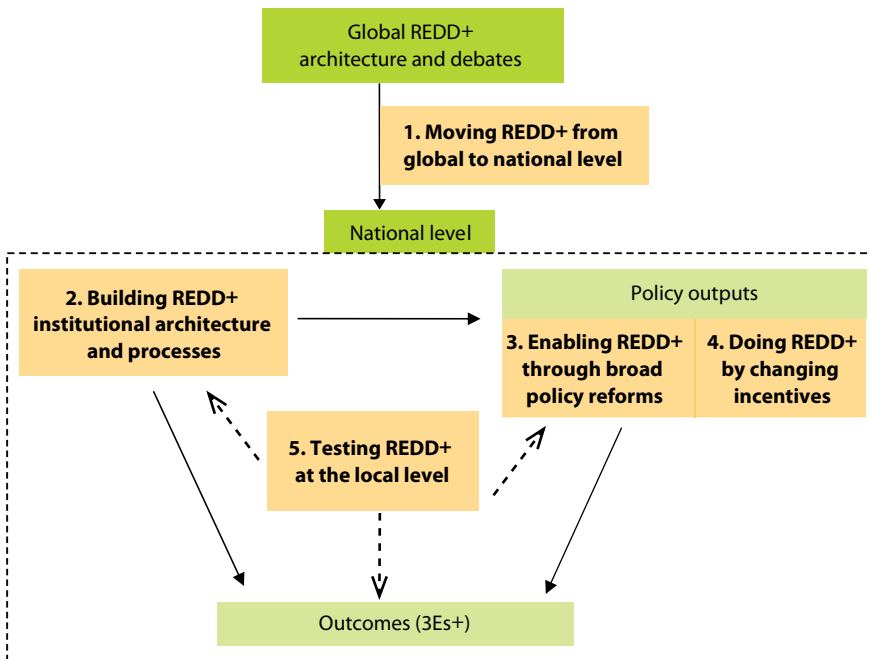 Global REDD+
architecture and debates
1. Moving REDD+ from
global to national level
National level
2. Building REDD+
institutional architecture
and processes
Policy outputs
3. Enabling REDD+
through broad
policy reforms
4. Doing REDD+
by changing
incentives
5. Testing REDD+
at the local level
Outcomes (3Es+)